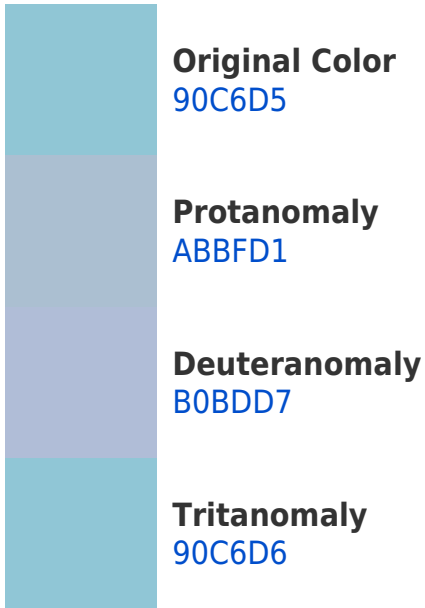 Original Color
90C6D5
Protanomaly
ABBFD1
Deuteranomaly
B0BDD7
Tritanomaly
90C6D6